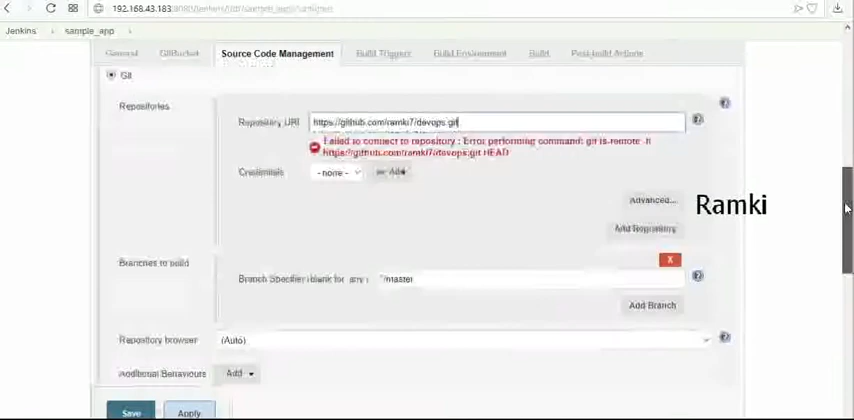 192.168.43.183
Jenkins › sample_app ›
General GitBucket Source Code Management Build Triggers Build Environment Build Post-build Actions
Git
Repositories
Repository URL https://github.com/ramki7/devops.git
Failed to connect to repository : Error performing command: git ls-remote -h
https://github.com/ramki7/devops.git HEAD
Credentials - none - Add
Advanced...
Ramki
Add Repository
Branches to build
X
Branch Specifier (blank for 'any') */master
Add Branch
Repository browser (Auto)
Additional Behaviours Add
Save Apply